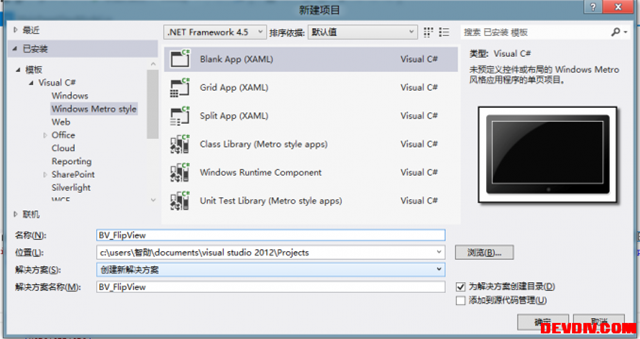 新建项目
最近
已安装
模板
Visual C#
Windows
Windows Metro style
Web
Office
Cloud
Reporting
SharePoint
Silverlight
WCF
联机
.NET Framework 4.5
排序依据:
默认值
Blank App (XAML)
Visual C#
Grid App (XAML)
Visual C#
Split App (XAML)
Visual C#
Class Library (Metro style apps)
Visual C#
Windows Runtime Component
Visual C#
Unit Test Library (Metro style apps)
Visual C#
搜索 已安装 模板
类型: Visual C#
未预定义控件或布局的 Windows Metro
风格应用程序的单页项目。
名称(N):
BV_FlipView
位置(L):
c:\users\智劭\documents\visual studio 2012\Projects
浏览(B)...
解决方案(S):
创建新解决方案
解决方案名称(M):
BV_FlipView
为解决方案创建目录(D)
添加到源代码管理(U)
确定
取消
DEVDIV.COM